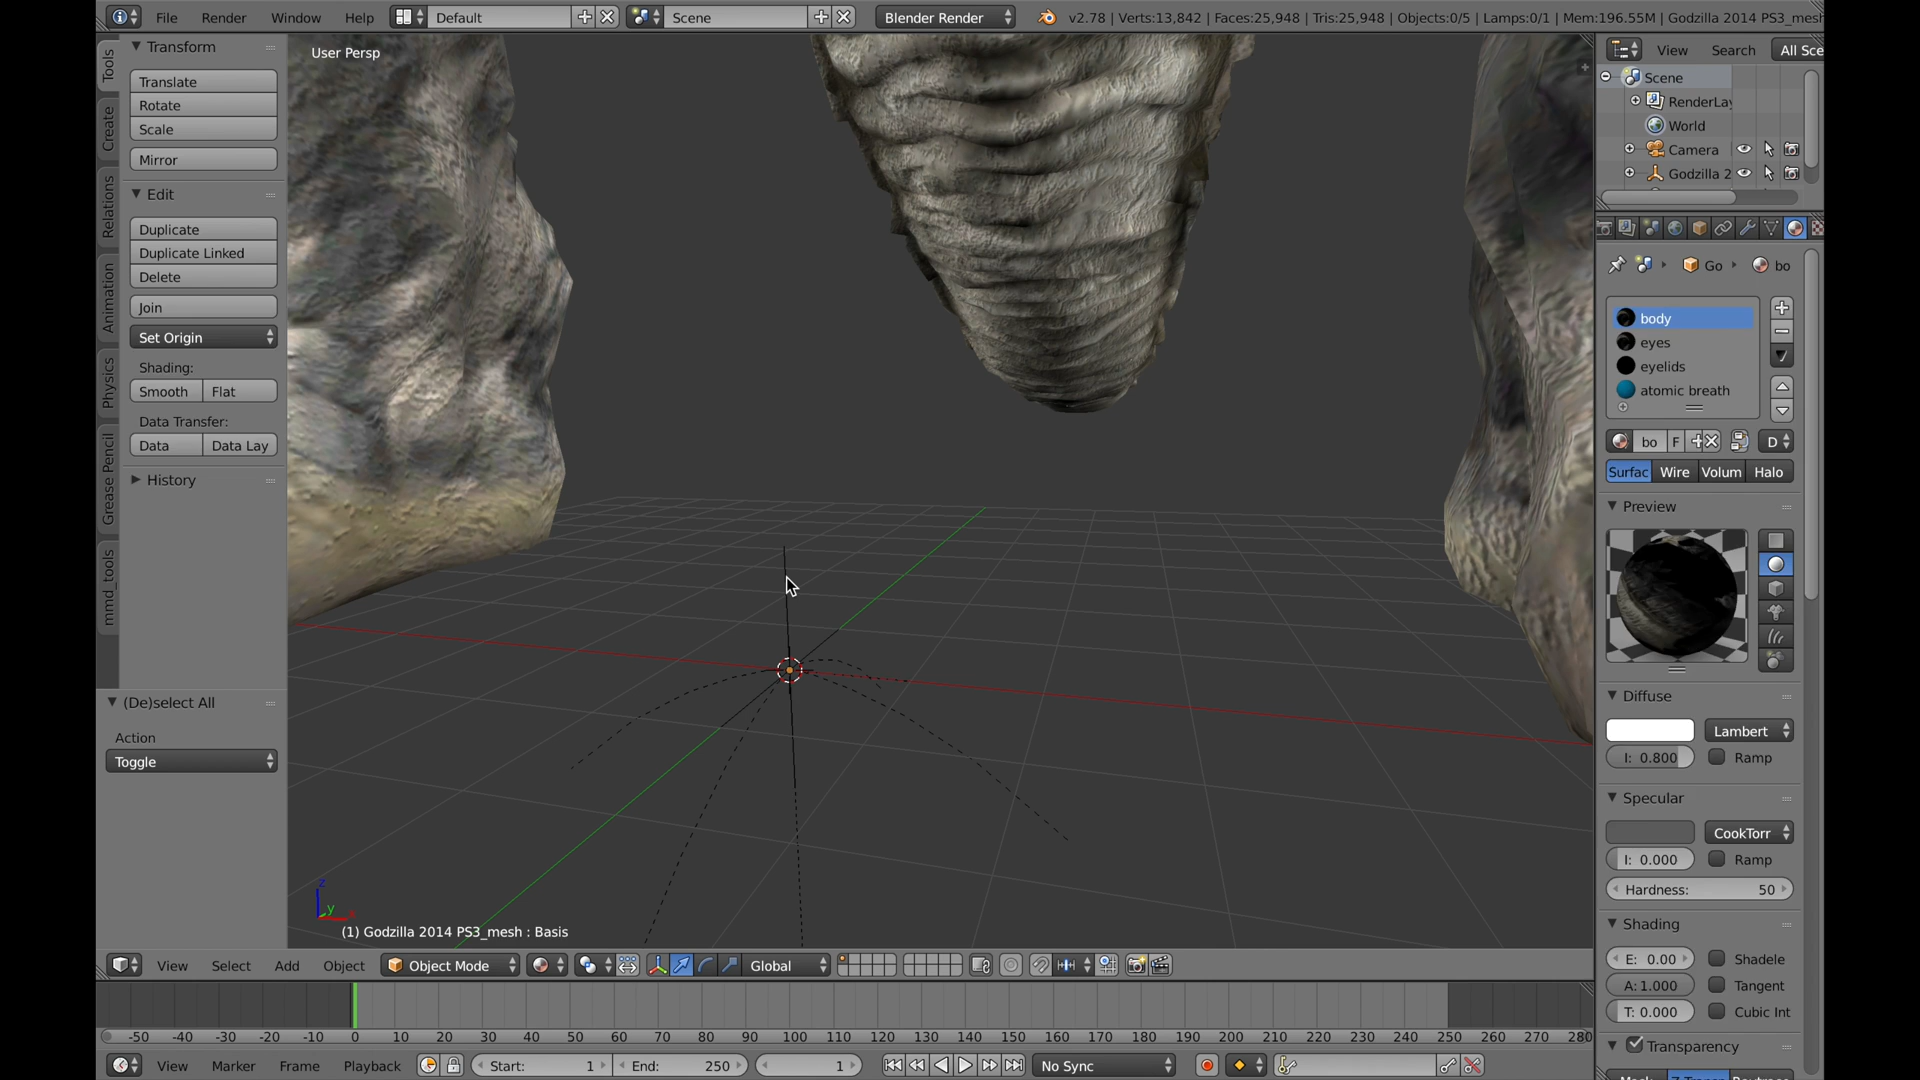 File Render Window Help Default Scene Blender Render v2.78 | Verts:13,842 | Faces:25,948 | Tris:25,948 | Objects:0/5 | Lamps:0/1 | Mem:196.55M | Godzilla 2014 PS3_mesh
Tools
Create
Relations
Animation
Physics
Grease Pencil
mmd_tools
Transform
Translate
Rotate
Scale
Mirror
Edit
Duplicate
Duplicate Linked
Delete
Join
Set Origin
Shading:
Smooth Flat
Data Transfer:
Data Data Lay
History
(De)select All
Action
Toggle
User Persp
z
y
x
(1) Godzilla 2014 PS3_mesh : Basis
View Search All Sce
Scene
RenderLay
World
Camera
Godzilla 2
Go bo
body
eyes
eyelids
atomic breath
bo F D
Surfac Wire Volum Halo
Preview
Diffuse
Lambert
I: 0.800 Ramp
Specular
CookTorr
I: 0.000 Ramp
Hardness: 50
Shading
E: 0.00 Shadele
A: 1.000 Tangent
T: 0.000 Cubic Int
Transparency
View Select Add Object Object Mode Global
-50 -40 -30 -20 -10 0 10 20 30 40 50 60 70 80 90 100 110 120 130 140 150 160 170 180 190 200 210 220 230 240 250 260 270 280
View Marker Frame Playback Start: 1 End: 250 1 No Sync